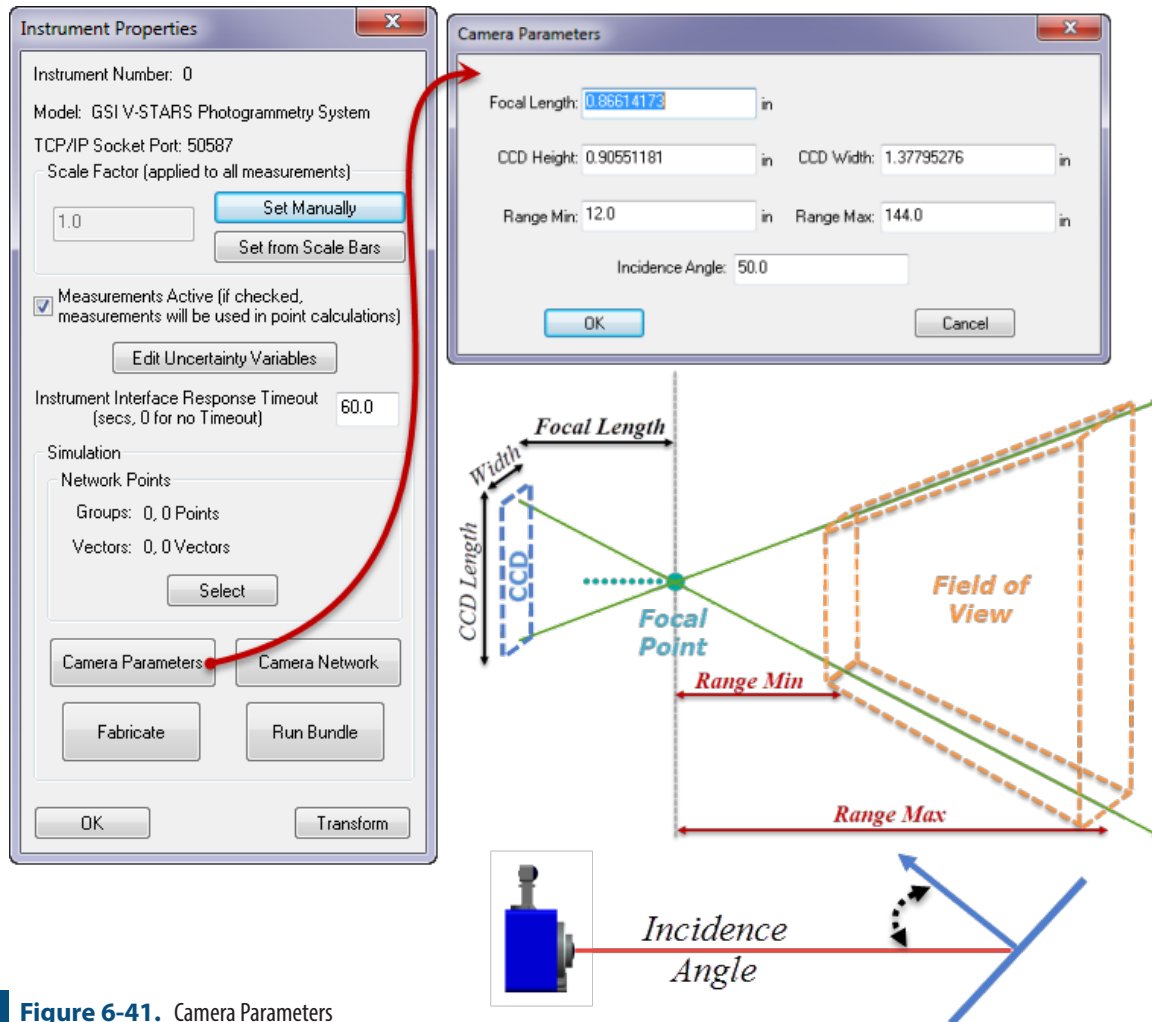 Instrument Properties
Instrument Number: 0
Model: GSI V-STARS Photogrammetry System
TCP/IP Socket Port: 50587
Scale Factor (applied to all measurements)
1.0
Set Manually
Set from Scale Bars
Measurements Active (if checked,
measurements will be used in point calculations)
Edit Uncertainty Variables
Instrument Interface Response Timeout
(secs, 0 for no Timeout)
60.0
Simulation
Network Points
Groups: 0, 0 Points
Vectors: 0, 0 Vectors
Select
Camera Parameters
Camera Network
Fabricate
Run Bundle
OK
Transform
Camera Parameters
Focal Length: 0.86614173 in
CCD Height: 0.90551181 in CCD Width: 1.37795276 in
Range Min: 12.0 in Range Max: 144.0 in
Incidence Angle: 50.0
OK
Cancel
Focal Length
Width
CCD Length
CCD
Focal
Point
Field of
View
Range Min
Range Max
Incidence
Angle
Figure 6-41. Camera Parameters